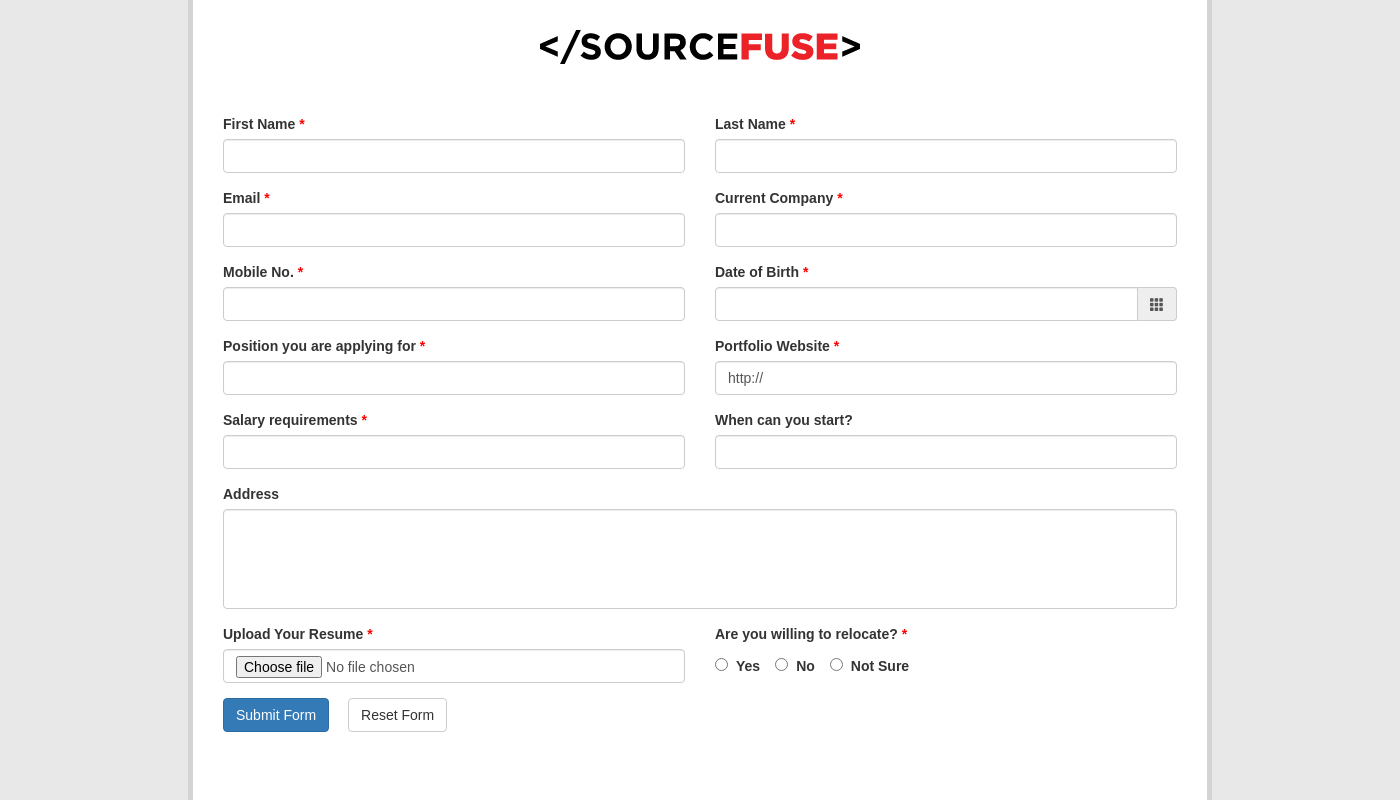 </SOURCEFUSE>
First Name *
Last Name *
Email *
Current Company *
Mobile No. *
Date of Birth *
Position you are applying for *
Portfolio Website *
http://
Salary requirements *
When can you start?
Address
Upload Your Resume *
Are you willing to relocate? *
Choose file No file chosen
Yes No Not Sure
Submit Form Reset Form